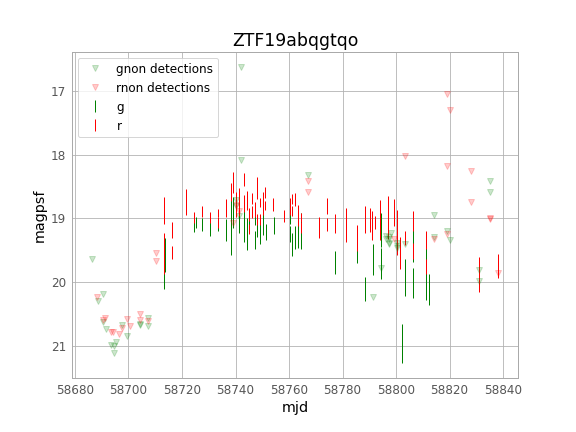 ZTF19abqgtqo
gnon detections
rnon detections
g
r
17
18
19
20
21
magpsf
58680 58700 58720 58740 58760 58780 58800 58820 58840
mjd